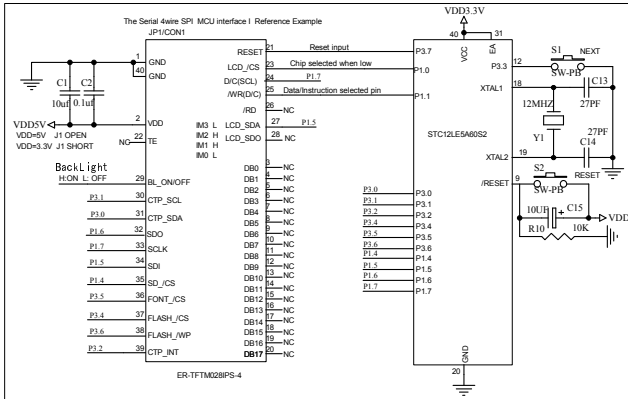 The Serial 4wire SPI MCU interface I Reference Example
JP1/CON1
VDD3.3V
1 GND
40 GND
C1 C2
10uf 0.1uf
VDD5V
VDD=5V J1 OPEN
VDD=3.3V J1 SHORT
2 VDD
NC 22 TE
BackLight
H:ON L: OFF
29 BL_ON/OFF
P3.1 30 CTP_SCL
P3.0 31 CTP_SDA
P1.6 32 SDO
P1.7 33 SCLK
P1.5 34 SDI
P1.4 35 SD_/CS
P3.5 36 FONT_/CS
P3.4 37 FLASH_/CS
P3.6 38 FLASH_/WP
P3.2 39 CTP_INT
IM3 L
IM2 H
IM1 H
IM0 L
RESET 21 Reset input
LCD_/CS 23 Chip selected when low
D/C(SCL) 24 P1.7
/WR(D/C) 25 Data/Instruction selected pin
/RD 26 NC
LCD_SDA 27 P1.5
LCD_SDO 28 NC
DB0 3 NC
DB1 4 NC
DB2 5 NC
DB3 6 NC
DB4 7 NC
DB5 8 NC
DB6 9 NC
DB7 10 NC
DB8 11 NC
DB9 12 NC
DB10 13 NC
DB11 14 NC
DB12 15 NC
DB13 16 NC
DB14 17 NC
DB15 18 NC
DB16 19 NC
DB17 20 NC
ER-TFTM028IPS-4
40 31
VCC EA
P3.7
P1.0
P1.1
STC12LE5A60S2
P3.0 P3.0
P3.1 P3.1
P3.2 P3.2
P3.4 P3.4
P3.5 P3.5
P3.6 P3.6
P1.4 P1.4
P1.5 P1.5
P1.6 P1.6
P1.7 P1.7
GND
20
P3.3 12
S1 NEXT
SW-PB
XTAL1 18
C13
27PF
12MHZ
Y1
27PF
XTAL2 19
C14
RESET
S2
/RESET 9
SW-PB
10UF C15
VDD
R10 10K